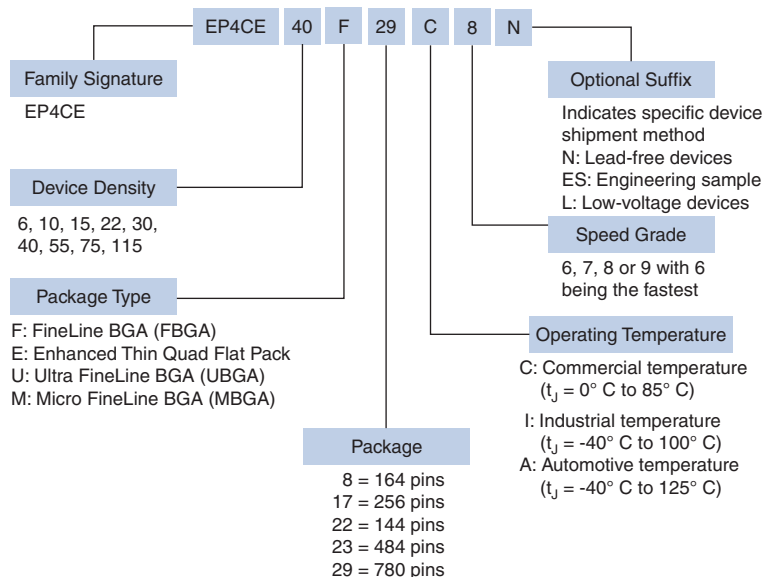 EP4CE 40 F 29 C 8 N
Family Signature
EP4CE
Device Density
6, 10, 15, 22, 30,
40, 55, 75, 115
Package Type
F: FineLine BGA (FBGA)
E: Enhanced Thin Quad Flat Pack
U: Ultra FineLine BGA (UBGA)
M: Micro FineLine BGA (MBGA)
Package
8 = 164 pins
17 = 256 pins
22 = 144 pins
23 = 484 pins
29 = 780 pins
Optional Suffix
Indicates specific device
shipment method
N: Lead-free devices
ES: Engineering sample
L: Low-voltage devices
Speed Grade
6, 7, 8 or 9 with 6
being the fastest
Operating Temperature
C: Commercial temperature
(tJ = 0° C to 85° C)
I: Industrial temperature
(tJ = -40° C to 100° C)
A: Automotive temperature
(tJ = -40° C to 125° C)